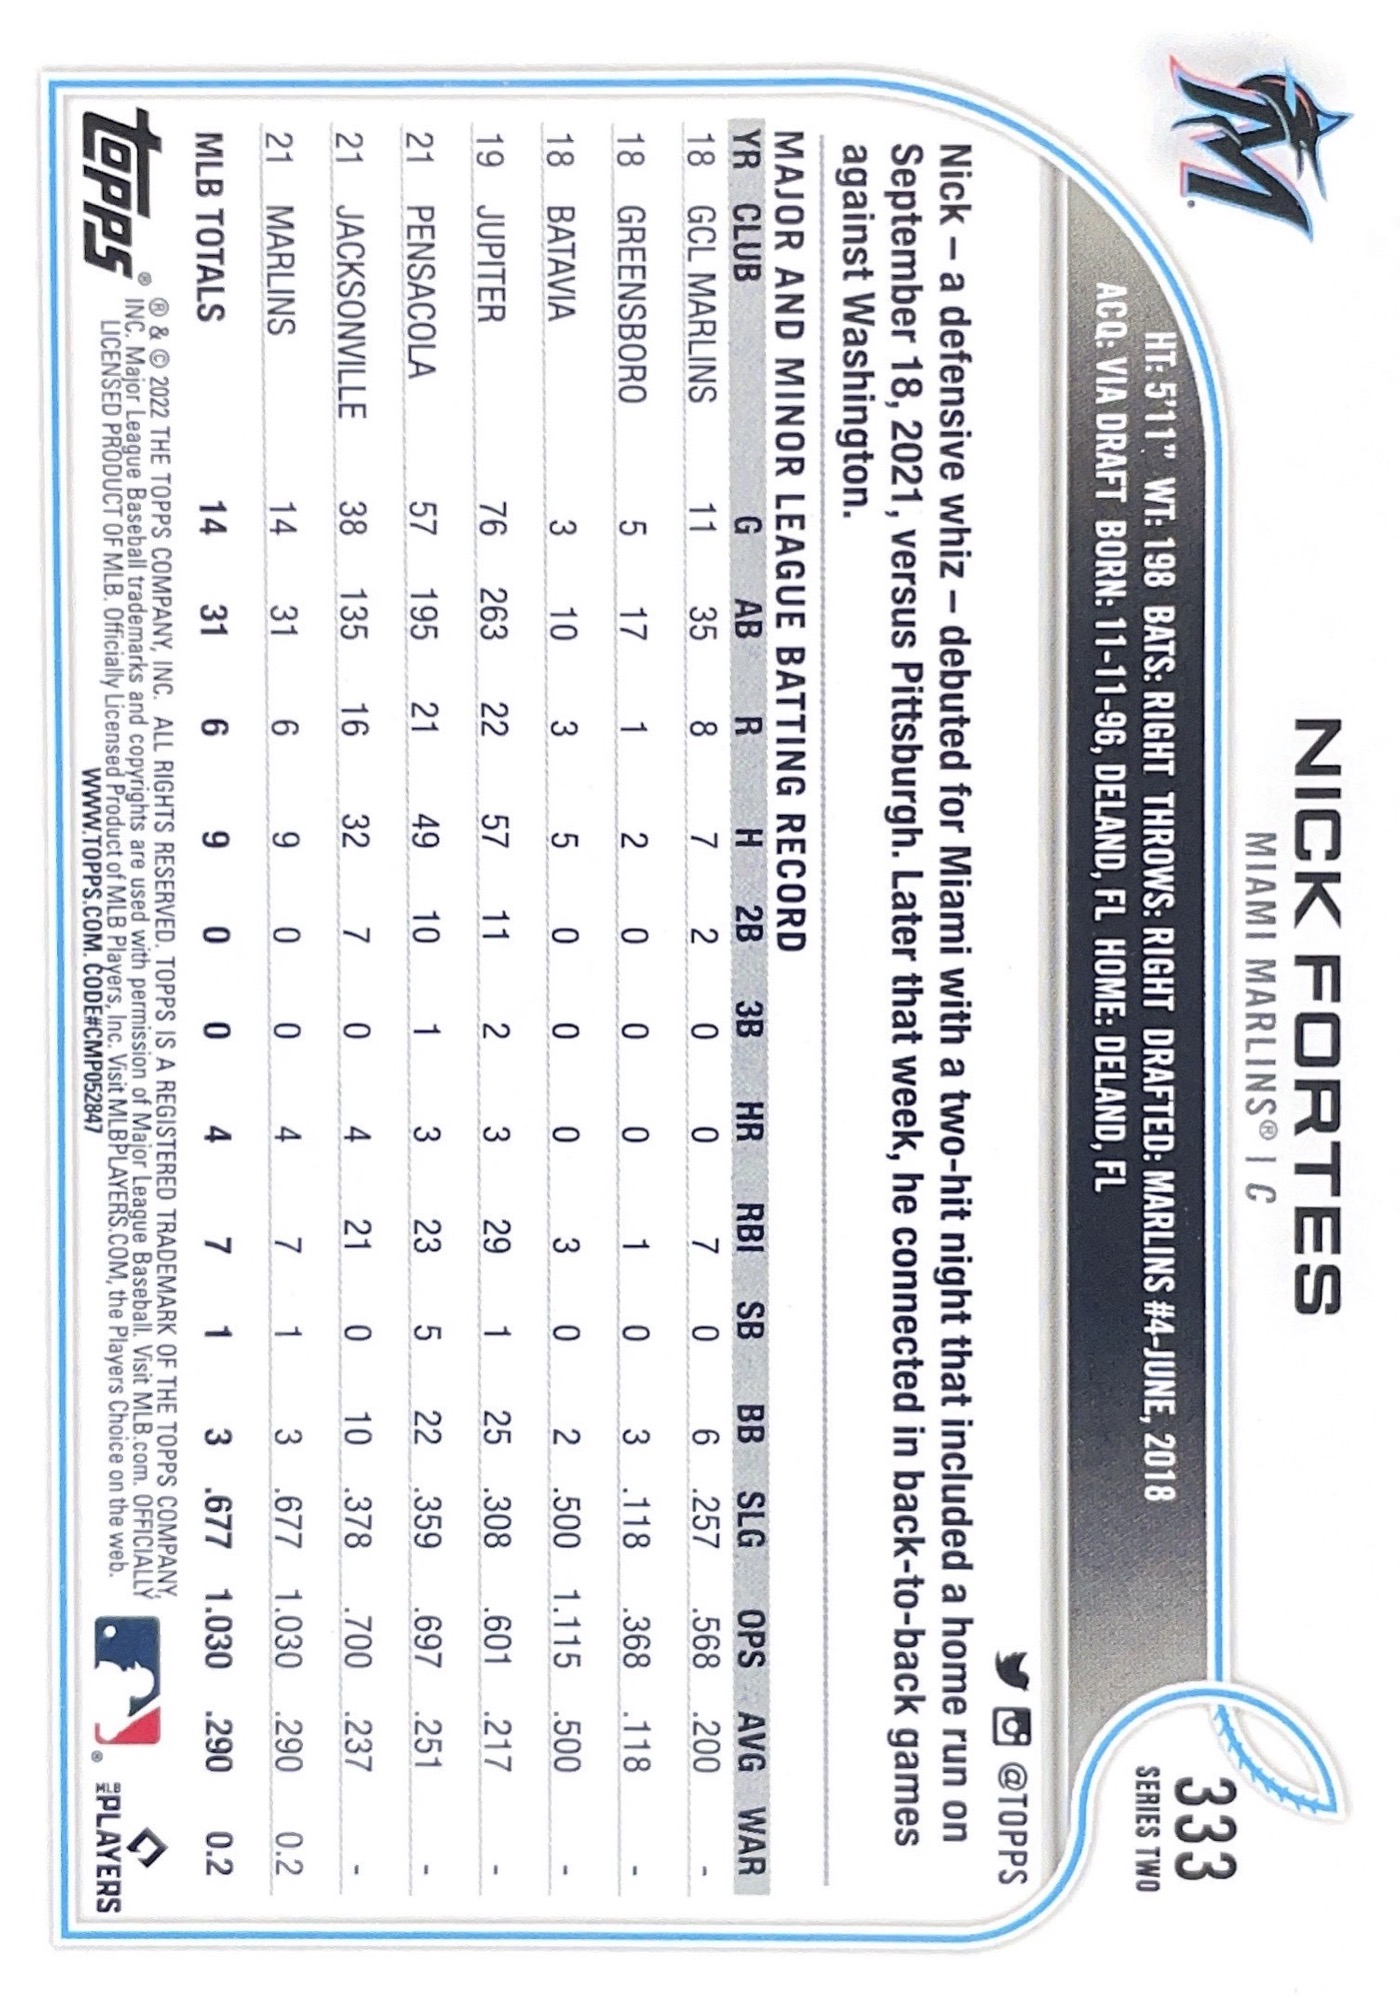 NICK FORTES
MIAMI MARLINS® | C
M
333
SERIES TWO
HT: 5'11" WT: 198 BATS: RIGHT THROWS: RIGHT DRAFTED: MARLINS #4-JUNE, 2018
ACQ: VIA DRAFT BORN: 11-11-96, DELAND, FL HOME: DELAND, FL
@TOPPS
Nick – a defensive whiz – debuted for Miami with a two-hit night that included a home run on
September 18, 2021, versus Pittsburgh. Later that week, he connected in back-to-back games
against Washington.
MAJOR AND MINOR LEAGUE BATTING RECORD
YR CLUB G AB R H 2B 3B HR RBI SB BB SLG OPS AVG WAR
18 GCL MARLINS 11 35 8 7 2 0 0 7 0 6 .257 .568 .200 -
18 GREENSBORO 5 17 1 2 0 0 0 1 0 3 .118 .368 .118 -
18 BATAVIA 3 10 3 5 0 0 0 3 0 2 .500 1.115 .500 -
19 JUPITER 76 263 22 57 11 2 3 29 1 25 .308 .601 .217 -
21 PENSACOLA 57 195 21 49 10 1 3 23 5 22 .359 .697 .251 -
21 JACKSONVILLE 38 135 16 32 7 0 4 21 0 10 .378 .700 .237 -
21 MARLINS 14 31 6 9 0 0 4 7 1 3 .677 1.030 .290 0.2
MLB TOTALS 14 31 6 9 0 0 4 7 1 3 .677 1.030 .290 0.2
topps®
® & © 2022 THE TOPPS COMPANY, INC. ALL RIGHTS RESERVED. TOPPS IS A REGISTERED TRADEMARK OF THE TOPPS COMPANY,
INC. Major League Baseball trademarks and copyrights are used with permission of Major League Baseball. Visit MLB.com. OFFICIALLY
LICENSED PRODUCT OF MLB. Officially Licensed Product of MLB Players, Inc. Visit MLBPLAYERS.COM, the Players Choice on the web.
WWW.TOPPS.COM. CODE#CMP052847
®
MLB PLAYERS INC